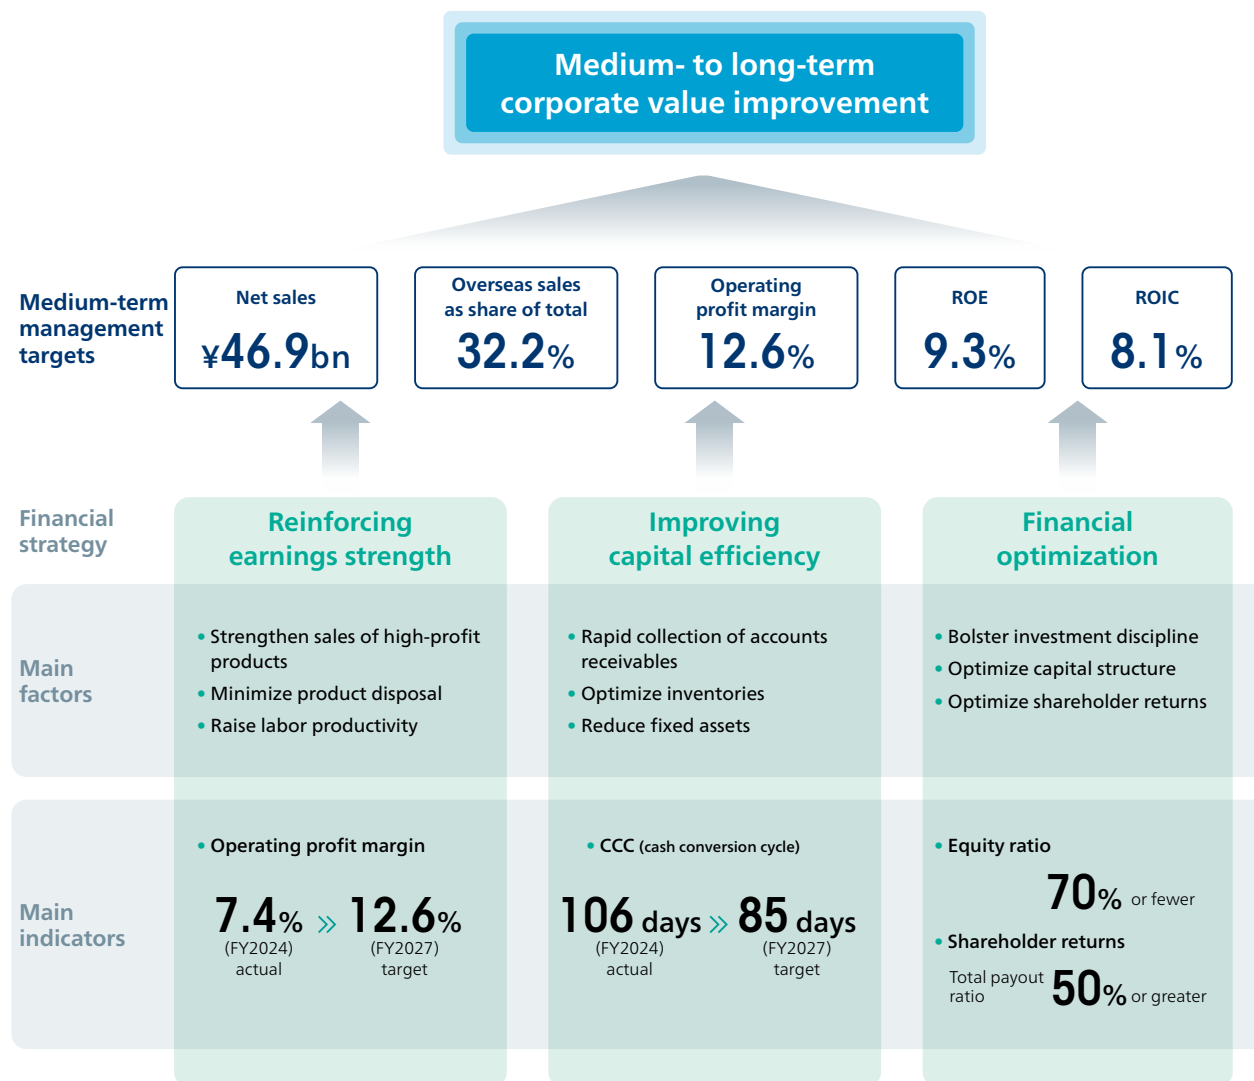 Medium- to long-term
corporate value improvement
Medium-term
management
targets
Net sales
¥46.9bn
Overseas sales
as share of total
32.2%
Operating
profit margin
12.6%
ROE
9.3%
ROIC
8.1%
Financial
strategy
Reinforcing
earnings strength
Improving
capital efficiency
Financial
optimization
Main
factors
• Strengthen sales of high-profit
products
• Minimize product disposal
• Raise labor productivity
• Rapid collection of accounts
receivables
• Optimize inventories
• Reduce fixed assets
• Bolster investment discipline
• Optimize capital structure
• Optimize shareholder returns
Main
indicators
• Operating profit margin
7.4% » 12.6%
(FY2024) (FY2027)
actual target
• CCC (cash conversion cycle)
106 days » 85 days
(FY2024) (FY2027)
actual target
• Equity ratio
70% or fewer
• Shareholder returns
Total payout
ratio
50% or greater